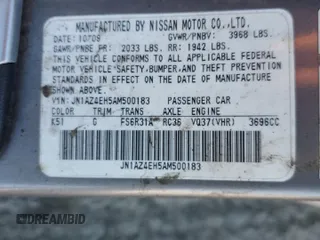 MANUFACTURED BY NISSAN MOTOR CO.,LTD.
DATE: 10/09 GVWR/PNBV: 3968 LBS.
GAWR/PNBE FR: 2033 LBS. RR: 1942 LBS.
THIS VEHICLE CONFORMS TO ALL APPLICABLE FEDERAL
MOTOR VEHICLE SAFETY, BUMPER, AND THEFT PREVENTION
STANDARDS IN EFFECT ON THE DATE OF MANUFACTURE
SHOWN ABOVE.
VIN: JN1AZ4EH5AM500183 PASSENGER CAR
COLOR TRIM TRANS AXLE ENGINE
K51 G FS6R31A RC36 VQ37(VHR) 3696CC
JN1AZ4EH5AM500183
DREAMBID